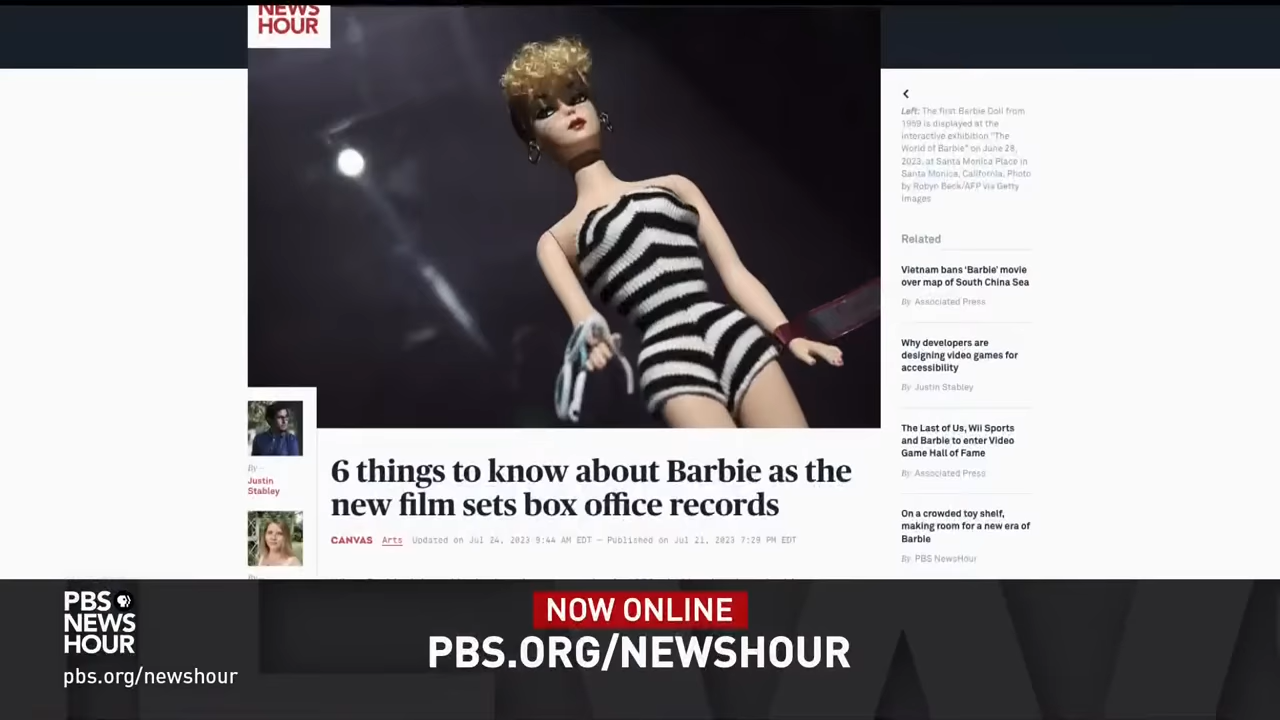 NEWS
HOUR
Left: The first Barbie Doll from
1959 is displayed at the
interactive exhibition "The
World of Barbie" on June 28,
2023, at Santa Monica Place in
Santa Monica, California. Photo
by Robyn Beck/AFP via Getty
Images
Related
Vietnam bans ‘Barbie’ movie
over map of South China Sea
By Associated Press
Why developers are
designing video games for
accessibility
By Justin Stabley
The Last of Us, Wii Sports
and Barbie to enter Video
Game Hall of Fame
By Associated Press
On a crowded toy shelf,
making room for a new era of
Barbie
By PBS NewsHour
By —
Justin
Stabley
By —
6 things to know about Barbie as the
new film sets box office records
CANVAS Arts Updated on Jul 24, 2023 9:44 AM EDT — Published on Jul 21, 2023 7:29 PM EDT
PBS
NEWS
HOUR
pbs.org/newshour
NOW ONLINE
PBS.ORG/NEWSHOUR